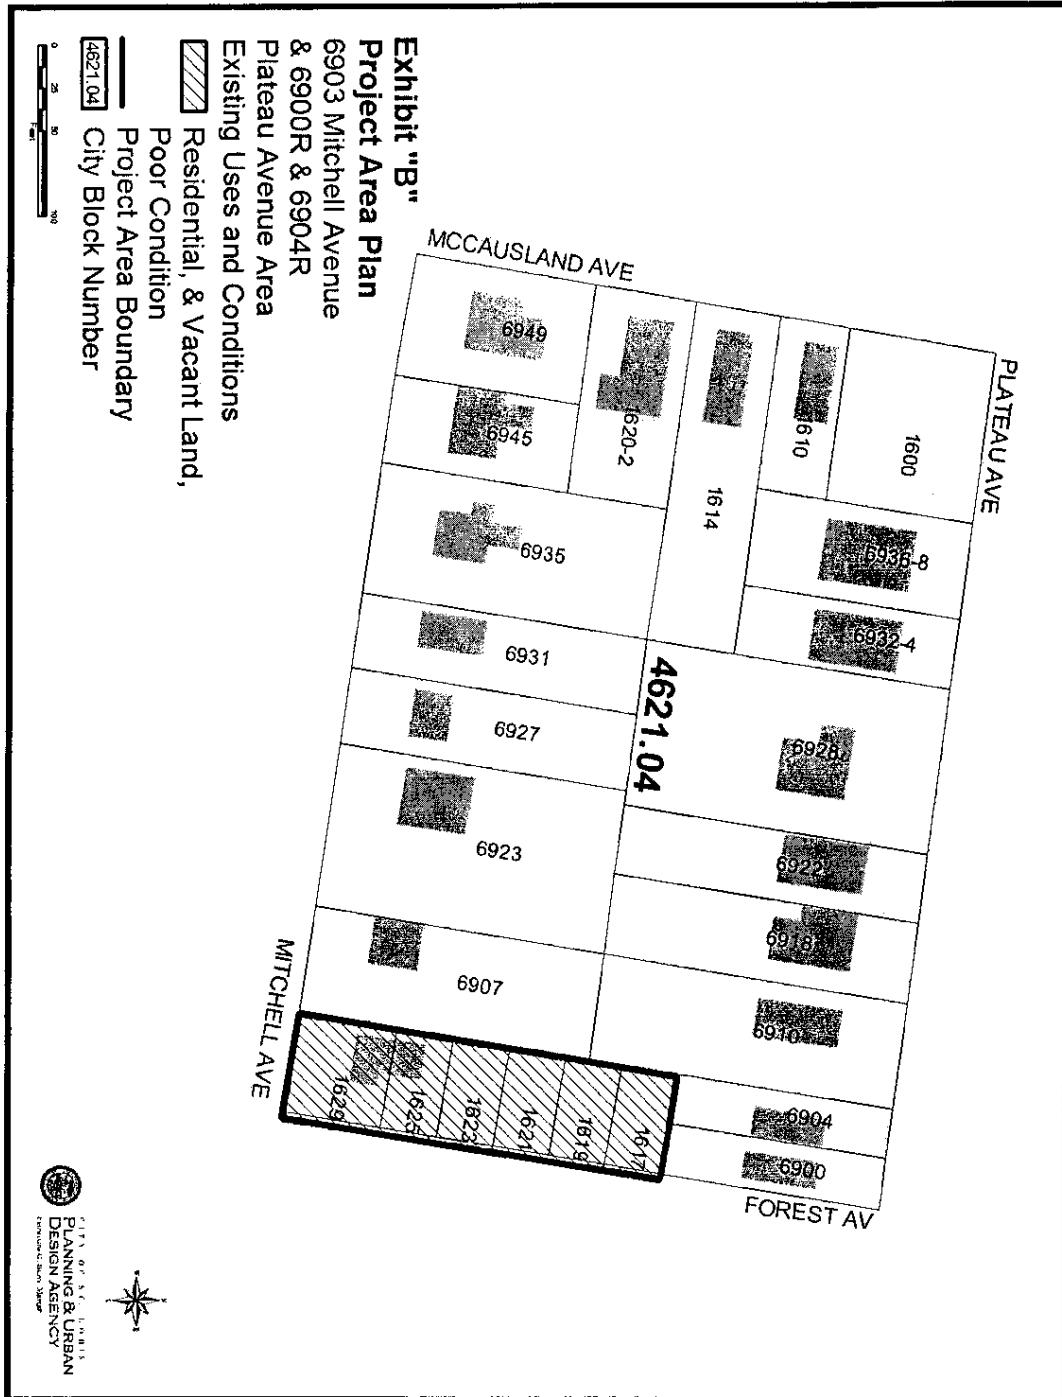 Exhibit "B"
Project Area Plan
6903 Mitchell Avenue
& 6900R & 6904R
Plateau Avenue Area
Existing Uses and Conditions
Residential, & Vacant Land,
Poor Condition
Project Area Boundary
4621.04 City Block Number
0 25 50 100
Feet
PLATEAU AVE
MCCAUSLAND AVE
1600
1610
1614
1620-2
6949
6945
6935
6931
6927
6923
6907
6936-8
6932-4
6928
6922
6918
6910
6904
6900
4621.04
1617
1619
1621
1623
1625
1629
MITCHELL AVE
FOREST AV
CITY OF ST. LOUIS
PLANNING & URBAN
DESIGN AGENCY